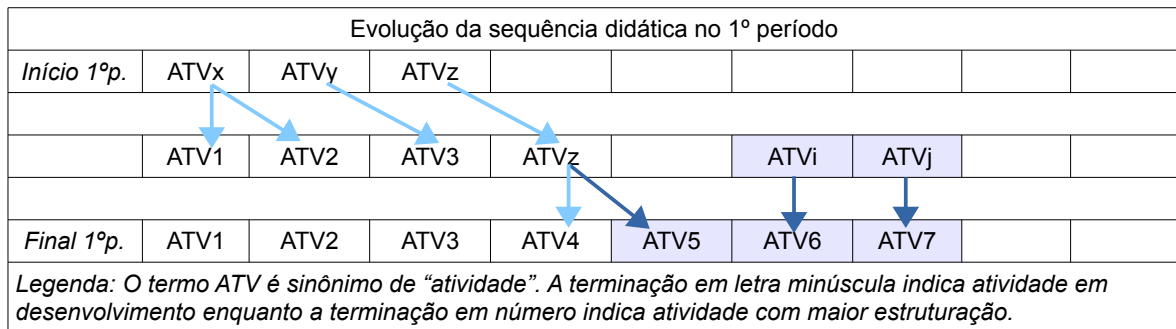 Evolução da sequência didática no 1º período
Início 1ºp. ATVx ATVy ATVz
ATV1 ATV2 ATV3 ATVz ATVi ATVj
Final 1ºp. ATV1 ATV2 ATV3 ATV4 ATV5 ATV6 ATV7
Legenda: O termo ATV é sinônimo de “atividade”. A terminação em letra minúscula indica atividade em
desenvolvimento enquanto a terminação em número indica atividade com maior estruturação.